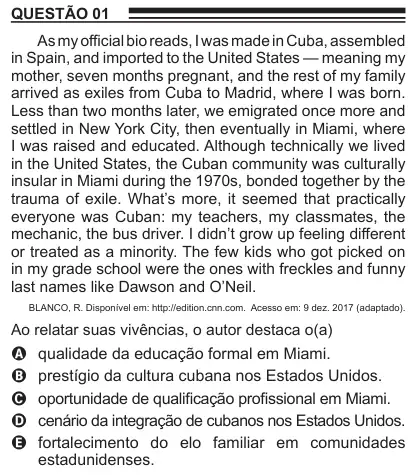 QUESTÃO 01
As my official bio reads, I was made in Cuba, assembled
in Spain, and imported to the United States — meaning my
mother, seven months pregnant, and the rest of my family
arrived as exiles from Cuba to Madrid, where I was born.
Less than two months later, we emigrated once more and
settled in New York City, then eventually in Miami, where
I was raised and educated. Although technically we lived
in the United States, the Cuban community was culturally
insular in Miami during the 1970s, bonded together by the
trauma of exile. What's more, it seemed that practically
everyone was Cuban: my teachers, my classmates, the
mechanic, the bus driver. I didn't grow up feeling different
or treated as a minority. The few kids who got picked on
in my grade school were the ones with freckles and funny
last names like Dawson and O'Neil.
BLANCO, R. Disponível em: http://edition.cnn.com. Acesso em: 9 dez. 2017 (adaptado).
Ao relatar suas vivências, o autor destaca o(a)
A qualidade da educação formal em Miami.
B prestígio da cultura cubana nos Estados Unidos.
C oportunidade de qualificação profissional em Miami.
D cenário da integração de cubanos nos Estados Unidos.
E fortalecimento do elo familiar em comunidades
estadunidenses.